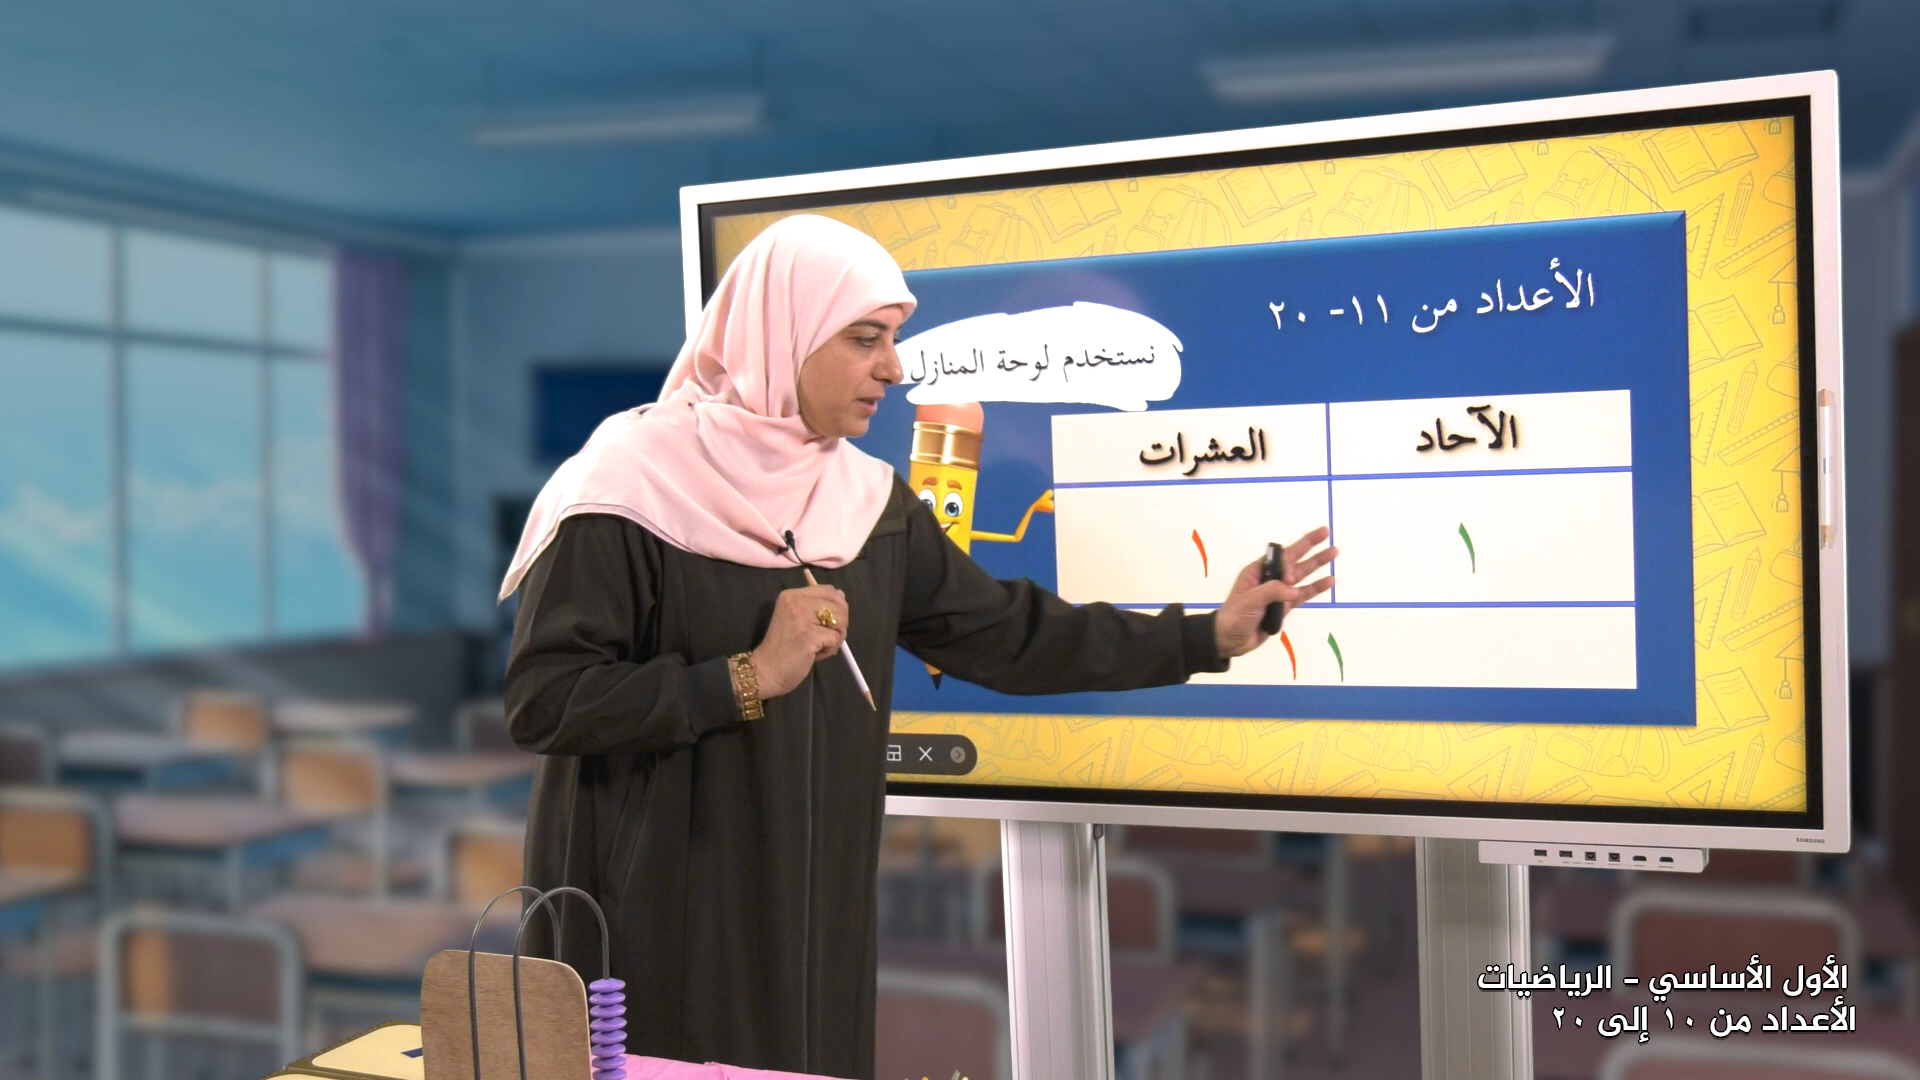 الأعداد من ١١- ٢٠
نستخدم لوحة المنازل
الآحاد
العشرات
١
١
١١
SAMSUNG
الأول الأساسي - الرياضيات
الأعداد من ١٠ إلى ٢٠